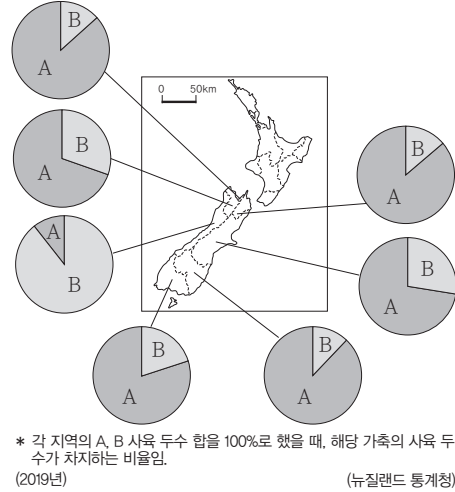 B
A
0 50km
B
A
B
A
A
B
B
A
B
A
B
A
* 각 지역의 A, B 사육 두수 합을 100%로 했을 때, 해당 가축의 사육 두
수가 차지하는 비율임.
(2019년) (뉴질랜드 통계청)